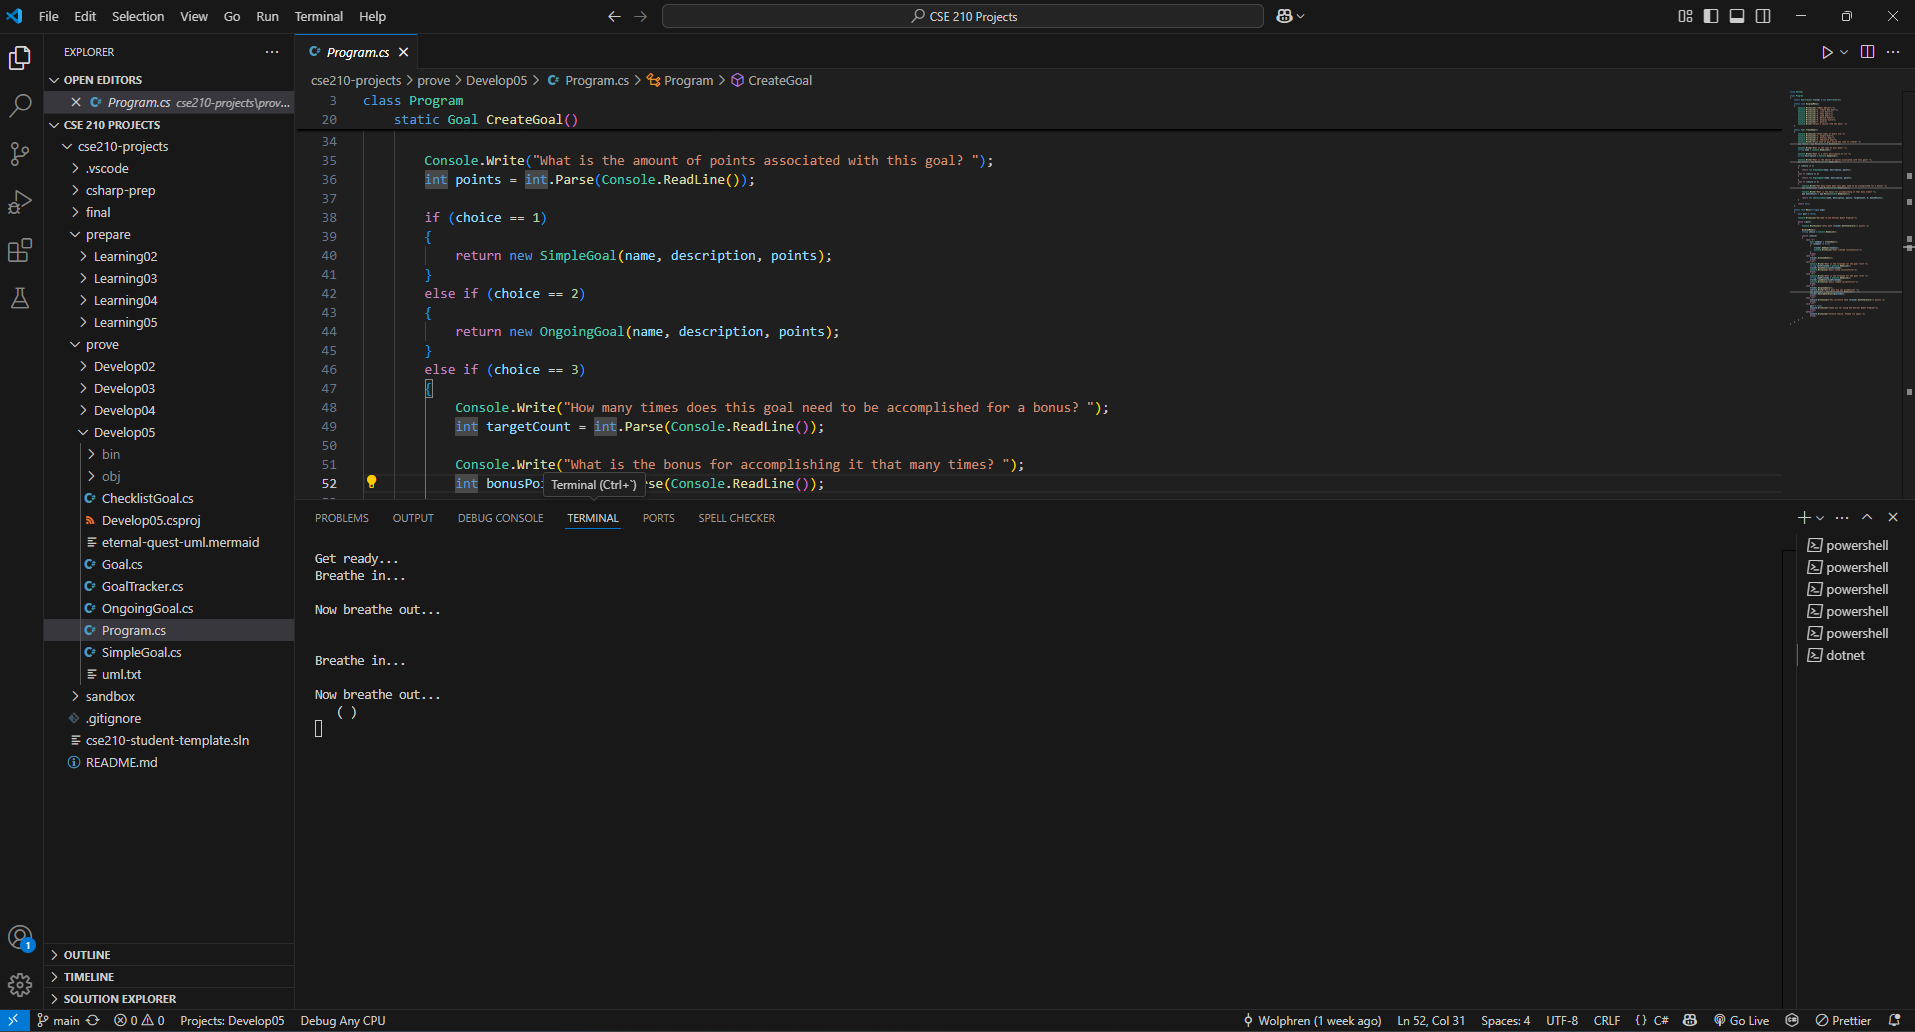 File Edit Selection View Go Run Terminal Help
CSE 210 Projects
EXPLORER
OPEN EDITORS
Program.cs cse210-projects\prov...
CSE 210 PROJECTS
cse210-projects
.vscode
csharp-prep
final
prepare
Learning02
Learning03
Learning04
Learning05
prove
Develop02
Develop03
Develop04
Develop05
bin
obj
ChecklistGoal.cs
Develop05.csproj
eternal-quest-uml.mermaid
Goal.cs
GoalTracker.cs
OngoingGoal.cs
Program.cs
SimpleGoal.cs
uml.txt
sandbox
.gitignore
cse210-student-template.sln
README.md
OUTLINE
TIMELINE
SOLUTION EXPLORER
Program.cs
cse210-projects > prove > Develop05 > Program.cs > Program > CreateGoal
3 class Program
20 static Goal CreateGoal()
34
35 Console.Write("What is the amount of points associated with this goal? ");
36 int points = int.Parse(Console.ReadLine());
37
38 if (choice == 1)
39 {
40 return new SimpleGoal(name, description, points);
41 }
42 else if (choice == 2)
43 {
44 return new OngoingGoal(name, description, points);
45 }
46 else if (choice == 3)
47 {
48 Console.Write("How many times does this goal need to be accomplished for a bonus? ");
49 int targetCount = int.Parse(Console.ReadLine());
50
51 Console.Write("What is the bonus for accomplishing it that many times? ");
52 int bonusPo rse(Console.ReadLine());
Terminal (Ctrl+`)
PROBLEMS OUTPUT DEBUG CONSOLE TERMINAL PORTS SPELL CHECKER
Get ready...
Breathe in...
Now breathe out...
Breathe in...
Now breathe out...
( )
powershell
powershell
powershell
powershell
powershell
dotnet
1
main 0 0 Projects: Develop05 Debug Any CPU
Wolphren (1 week ago) Ln 52, Col 31 Spaces: 4 UTF-8 CRLF {} C# Go Live Prettier